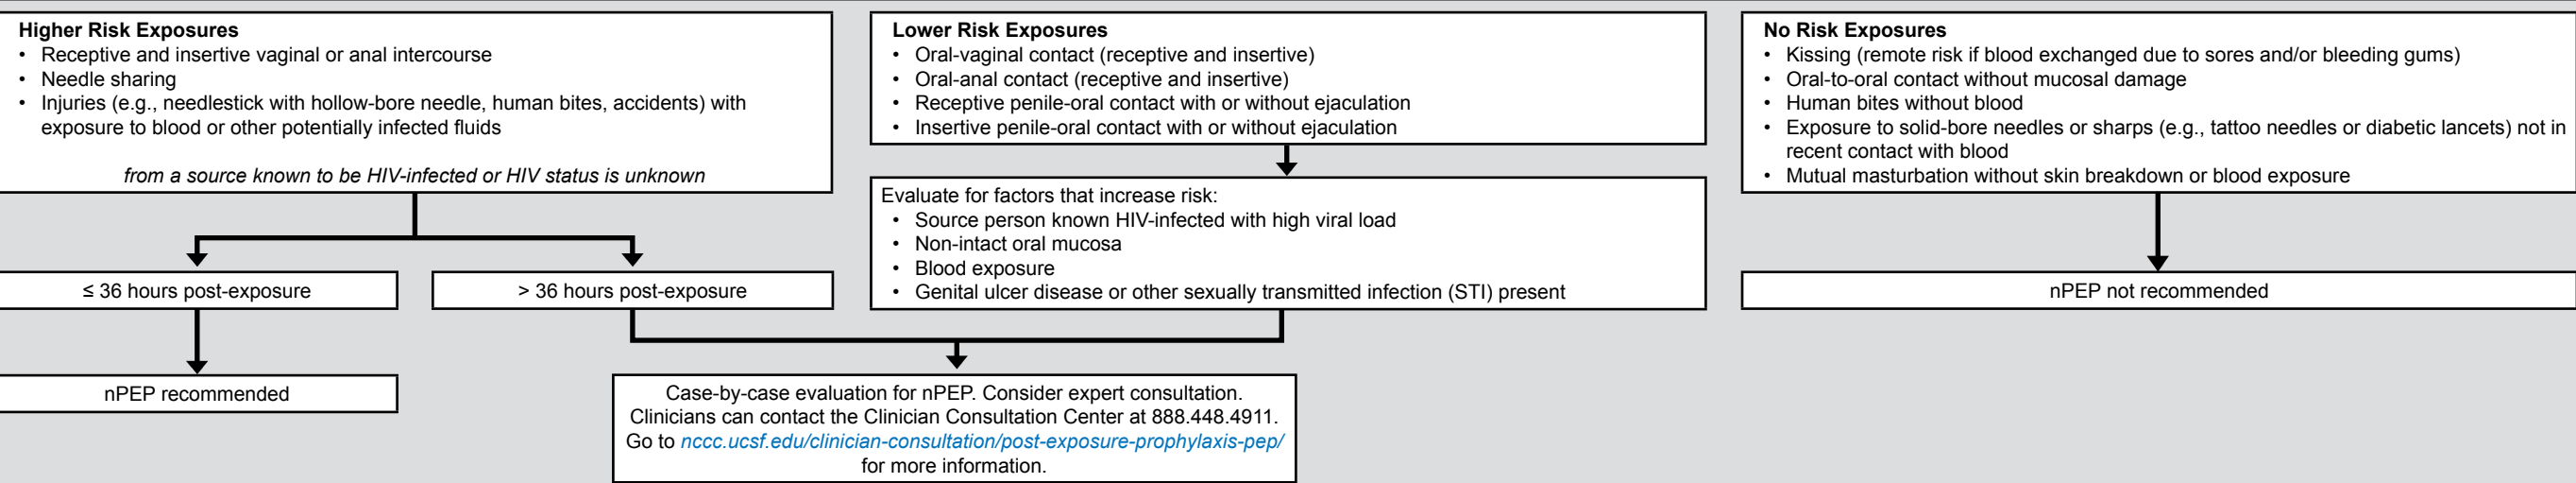 Higher Risk Exposures
• Receptive and insertive vaginal or anal intercourse
• Needle sharing
• Injuries (e.g., needlestick with hollow-bore needle, human bites, accidents) with
exposure to blood or other potentially infected fluids
from a source known to be HIV-infected or HIV status is unknown
≤ 36 hours post-exposure
> 36 hours post-exposure
nPEP recommended
Lower Risk Exposures
• Oral-vaginal contact (receptive and insertive)
• Oral-anal contact (receptive and insertive)
• Receptive penile-oral contact with or without ejaculation
• Insertive penile-oral contact with or without ejaculation
Evaluate for factors that increase risk:
• Source person known HIV-infected with high viral load
• Non-intact oral mucosa
• Blood exposure
• Genital ulcer disease or other sexually transmitted infection (STI) present
Case-by-case evaluation for nPEP. Consider expert consultation.
Clinicians can contact the Clinician Consultation Center at 888.448.4911.
Go to nccc.ucsf.edu/clinician-consultation/post-exposure-prophylaxis-pep/
for more information.
No Risk Exposures
• Kissing (remote risk if blood exchanged due to sores and/or bleeding gums)
• Oral-to-oral contact without mucosal damage
• Human bites without blood
• Exposure to solid-bore needles or sharps (e.g., tattoo needles or diabetic lancets) not in
recent contact with blood
• Mutual masturbation without skin breakdown or blood exposure
nPEP not recommended